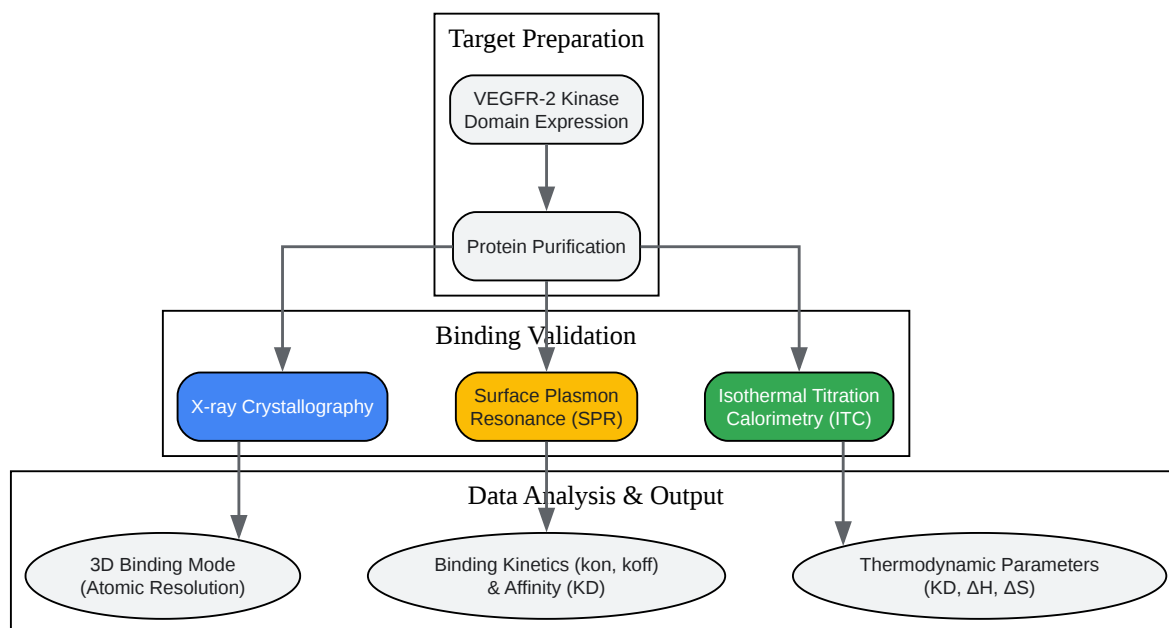 Target Preparation
VEGFR-2 Kinase
Domain Expression
Protein Purification
Binding Validation
X-ray Crystallography
Surface Plasmon
Resonance (SPR)
Isothermal Titration
Calorimetry (ITC)
Data Analysis & Output
3D Binding Mode
(Atomic Resolution)
Binding Kinetics (kon, koff)
& Affinity (KD)
Thermodynamic Parameters
(KD, ΔH, ΔS)